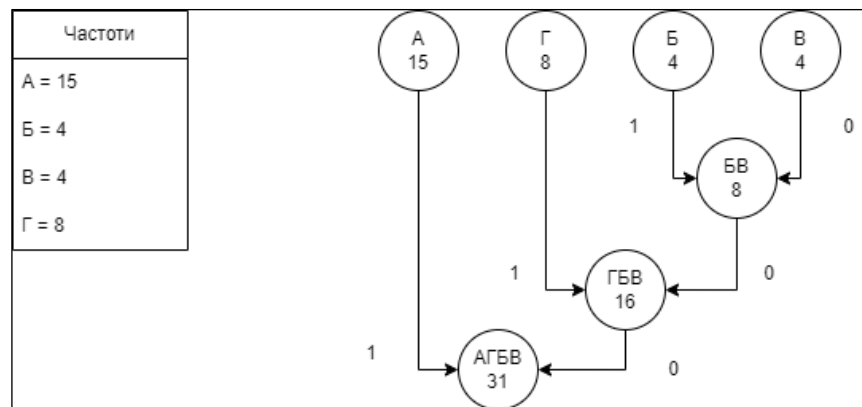 Частоти
А = 15
Б = 4
В = 4
Г = 8
А
15
Г
8
Б
4
В
4
1
0
БВ
8
1
0
ГБВ
16
1
0
АГБВ
31